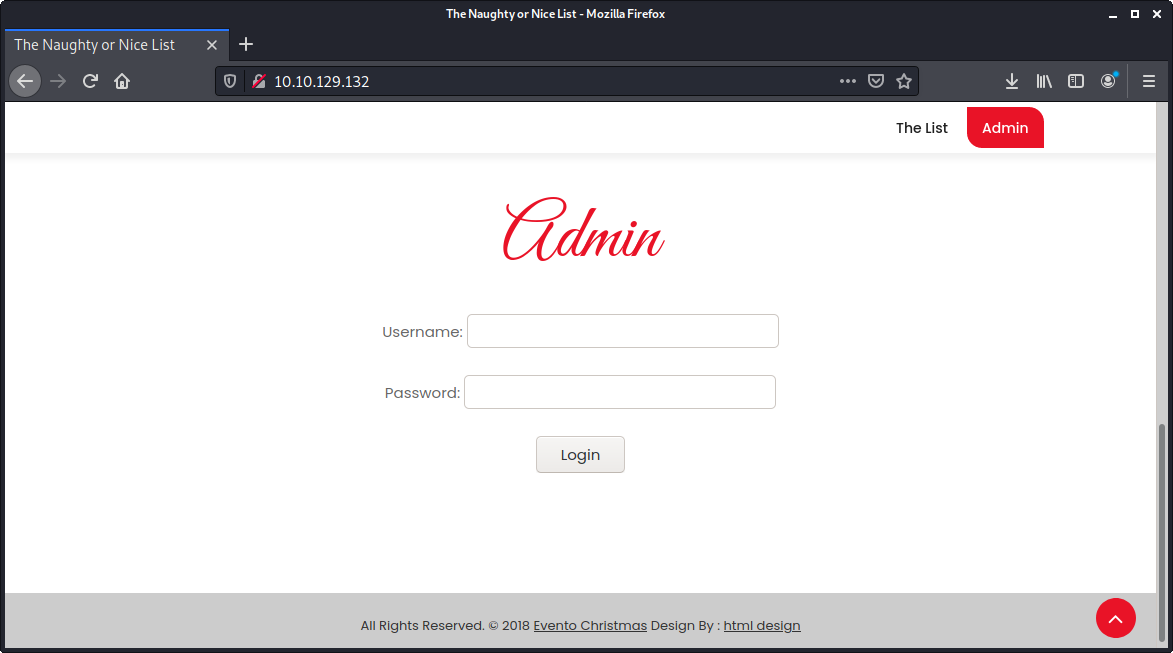 The Naughty or Nice List - Mozilla Firefox
The Naughty or Nice List
10.10.129.132
The List Admin
Admin
Username:
Password:
Login
All Rights Reserved. © 2018 Evento Christmas Design By : html design